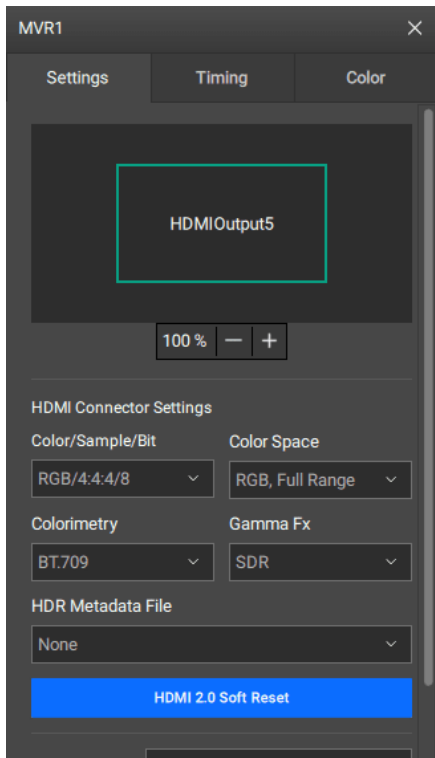 MVR1
Settings Timing Color
HDMIOutput5
100 %
HDMI Connector Settings
Color/Sample/Bit Color Space
RGB/4:4:4/8 RGB, Full Range
Colorimetry Gamma Fx
BT.709 SDR
HDR Metadata File
None
HDMI 2.0 Soft Reset